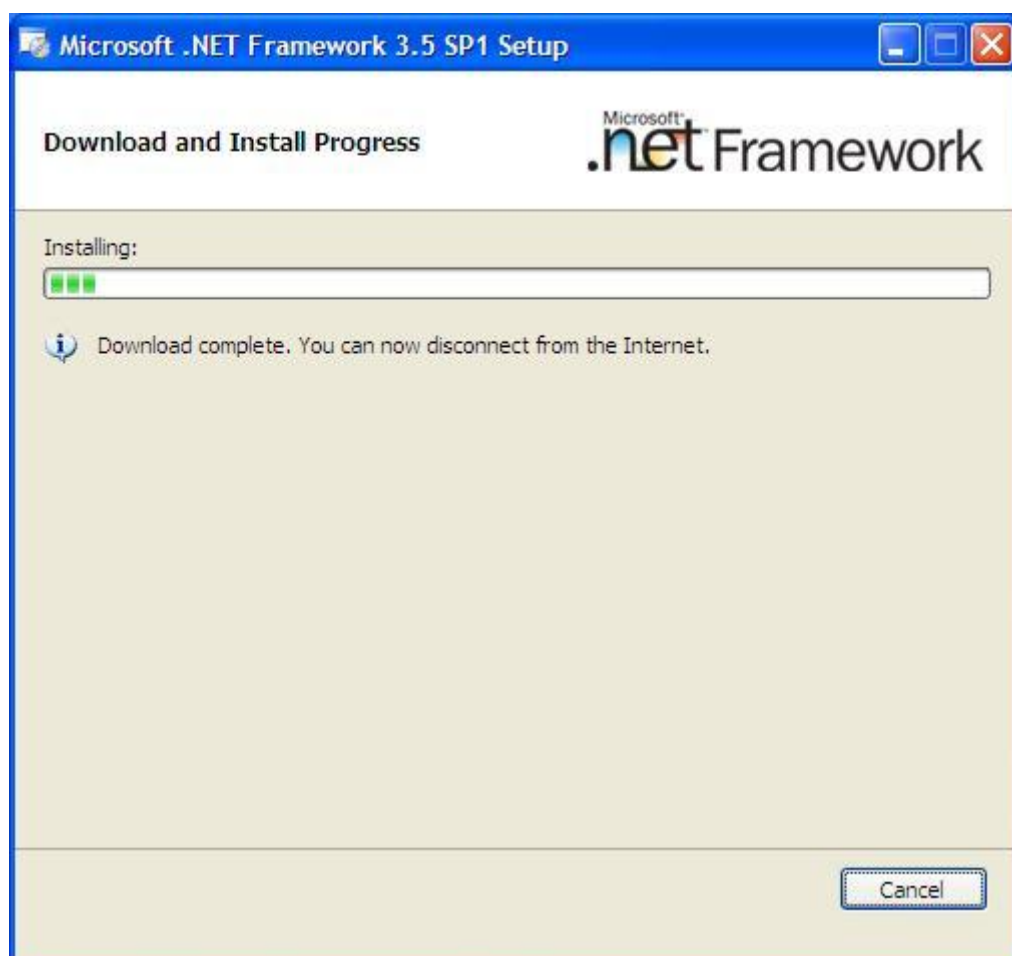 Microsoft .NET Framework 3.5 SP1 Setup
Download and Install Progress
Microsoft
.net Framework
Installing:
Download complete. You can now disconnect from the Internet.
Cancel